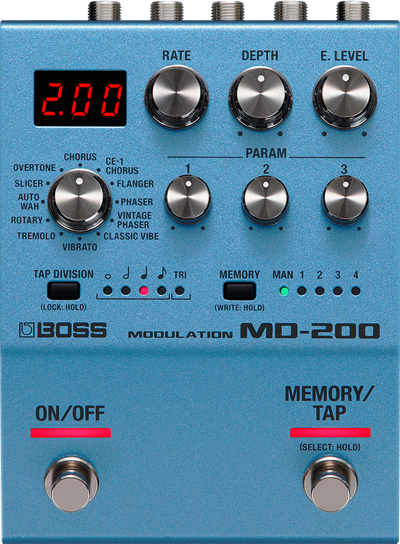 RATE DEPTH E. LEVEL
2.00
PARAM
1 2 3
CHORUS
CE-1
CHORUS
OVERTONE
SLICER
FLANGER
AUTO
WAH
PHASER
ROTARY
VINTAGE
PHASER
TREMOLO
CLASSIC VIBE
VIBRATO
TAP DIVISION
(LOCK: HOLD)
TRI
MEMORY
(WRITE: HOLD)
MAN 1 2 3 4
BOSS MODULATION MD-200
ON/OFF
MEMORY/
TAP
(SELECT: HOLD)